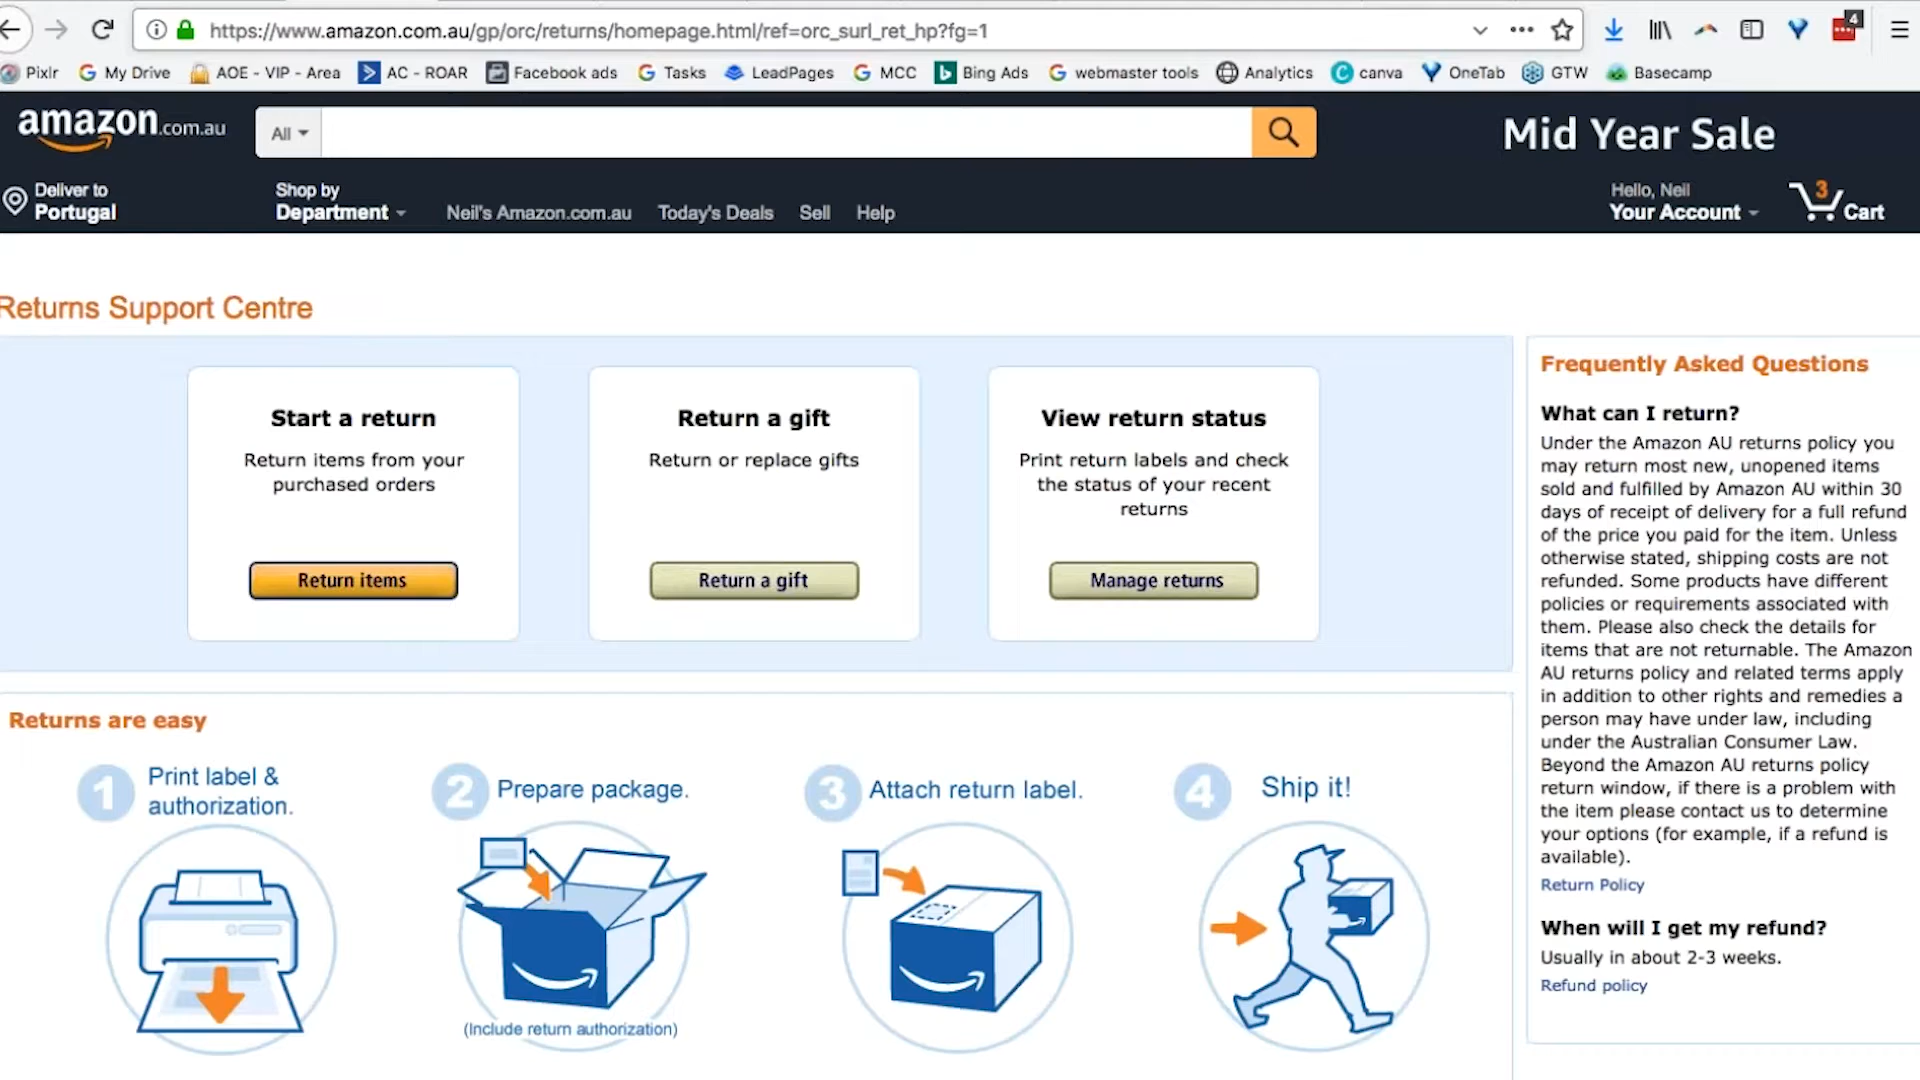 https://www.amazon.com.au/gp/orc/returns/homepage.html/ref=orc_surl_ret_hp?fg=1
4
Pixlr My Drive AOE - VIP - Area AC - ROAR Facebook ads Tasks LeadPages MCC Bing Ads webmaster tools Analytics canva OneTab GTW Basecamp
amazon.com.au
All
Mid Year Sale
Deliver to
Portugal
Shop by
Department
Neil's Amazon.com.au Today's Deals Sell Help
Hello, Neil
Your Account
3
Cart
Returns Support Centre
Start a return
Return items from your
purchased orders
Return items
Return a gift
Return or replace gifts
Return a gift
View return status
Print return labels and check
the status of your recent
returns
Manage returns
Returns are easy
1 Print label &
authorization.
2 Prepare package.
(Include return authorization)
3 Attach return label.
4 Ship it!
Frequently Asked Questions
What can I return?
Under the Amazon AU returns policy you
may return most new, unopened items
sold and fulfilled by Amazon AU within 30
days of receipt of delivery for a full refund
of the price you paid for the item. Unless
otherwise stated, shipping costs are not
refunded. Some products have different
policies or requirements associated with
them. Please also check the details for
items that are not returnable. The Amazon
AU returns policy and related terms apply
in addition to other rights and remedies a
person may have under law, including
under the Australian Consumer Law.
Beyond the Amazon AU returns policy
return window, if there is a problem with
the item please contact us to determine
your options (for example, if a refund is
available).
Return Policy
When will I get my refund?
Usually in about 2-3 weeks.
Refund policy